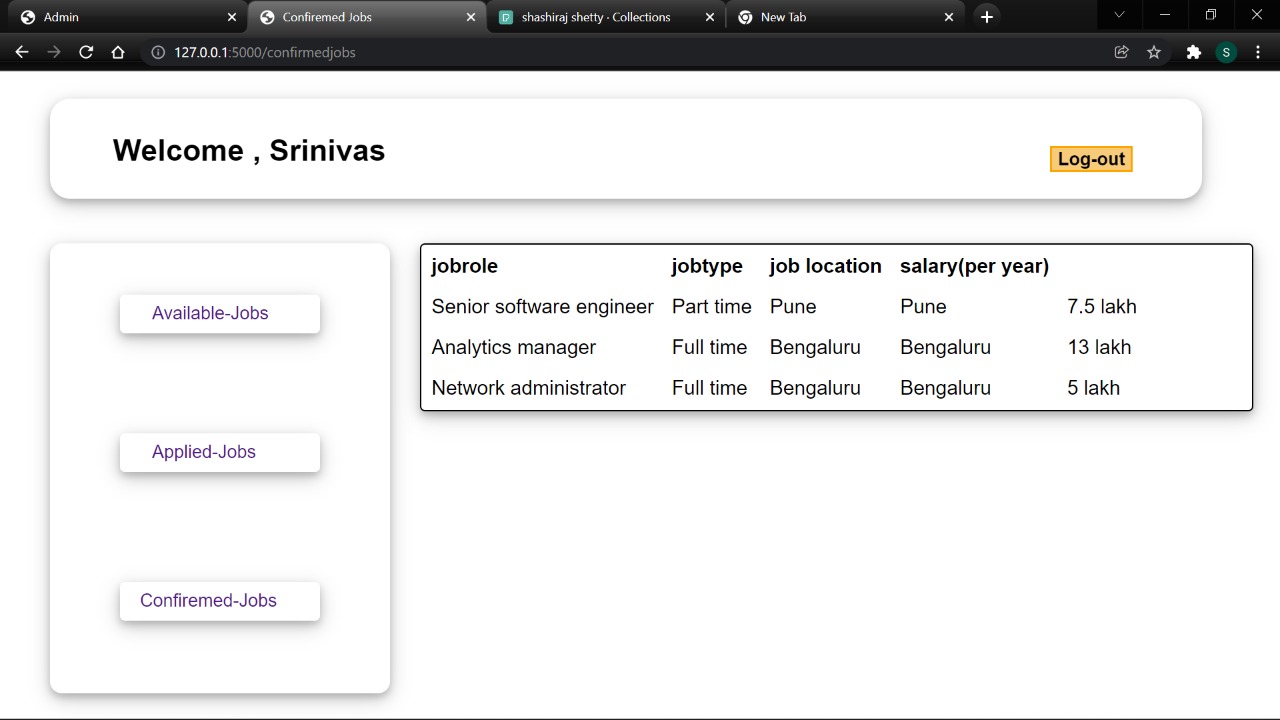 Admin Confiremed Jobs shashiraj shetty · Collections New Tab
127.0.0.1:5000/confirmedjobs S
Welcome , Srinivas
Log-out
Available-Jobs
Applied-Jobs
Confiremed-Jobs
jobrole jobtype job location salary(per year)
Senior software engineer Part time Pune Pune 7.5 lakh
Analytics manager Full time Bengaluru Bengaluru 13 lakh
Network administrator Full time Bengaluru Bengaluru 5 lakh